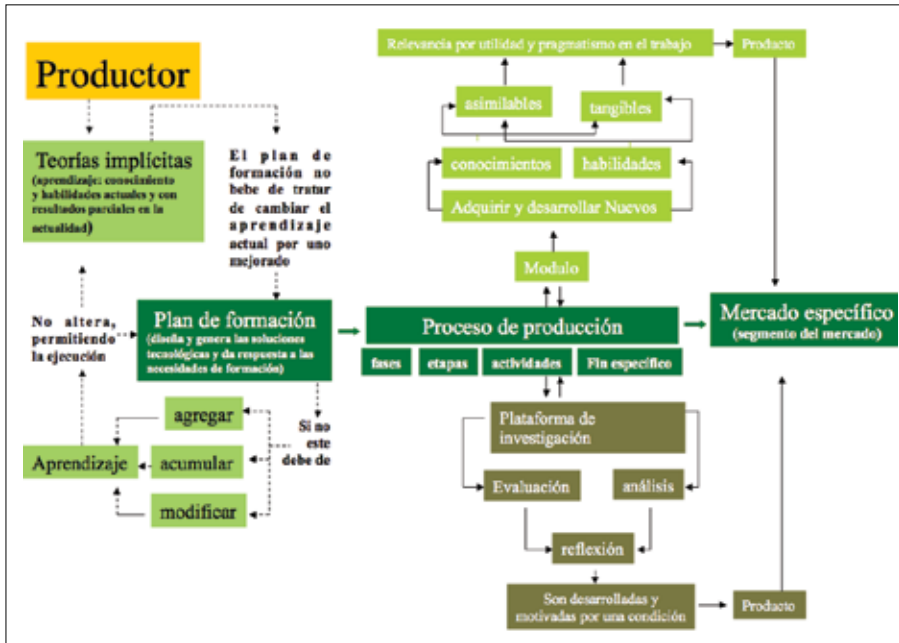 Productor
Teorías implícitas
(aprendizaje: conocimiento
y habilidades actuales y con
resultados parciales en la
actualidad)
El plan de
formación no
bebe de tratar
de cambiar el
aprendizaje
actual por uno
mejorado
No altera,
permitiendo
la ejecución
Plan de formación
(diseña y genera las soluciones
tecnológicas y da respuesta a las
necesidades de formación)
Si no
este
debe de
agregar
acumular
modificar
Aprendizaje
Relevancia por utilidad y pragmatismo en el trabajo
Producto
asimilables
tangibles
conocimientos
habilidades
Adquirir y desarrollar Nuevos
Modulo
Proceso de producción
fases
etapas
actividades
Fin específico
Mercado específico
(segmento del mercado)
Plataforma de
investigación
Evaluación
análisis
reflexión
Son desarrolladas y
motivadas por una condición
Producto